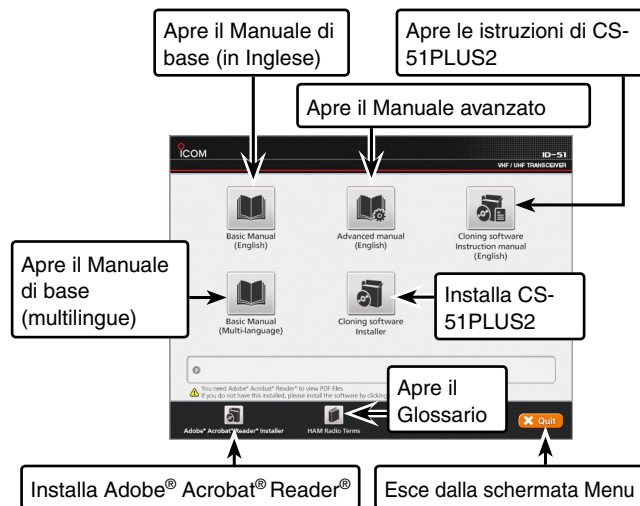 Apre il Manuale di
base (in Inglese)
Apre le istruzioni di CS-
51PLUS2
Apre il Manuale avanzato
ICOM
ID-51
VHF / UHF TRANSCEIVER
Basic Manual
(English)
Advanced manual
(English)
Cloning software
Instruction manual
(English)
Apre il Manuale
di base
(multilingue)
Basic Manual
(Multi-language)
Cloning software
Installer
Installa CS-
51PLUS2
You need Adobe® Acrobat® Reader® to view PDF files.
If you do not have this installed, please install the software by clicking
Apre il
Glossario
Adobe® Acrobat® Reader® Installer
HAM Radio Terms
Quit
Installa Adobe® Acrobat® Reader®
Esce dalla schermata Menu